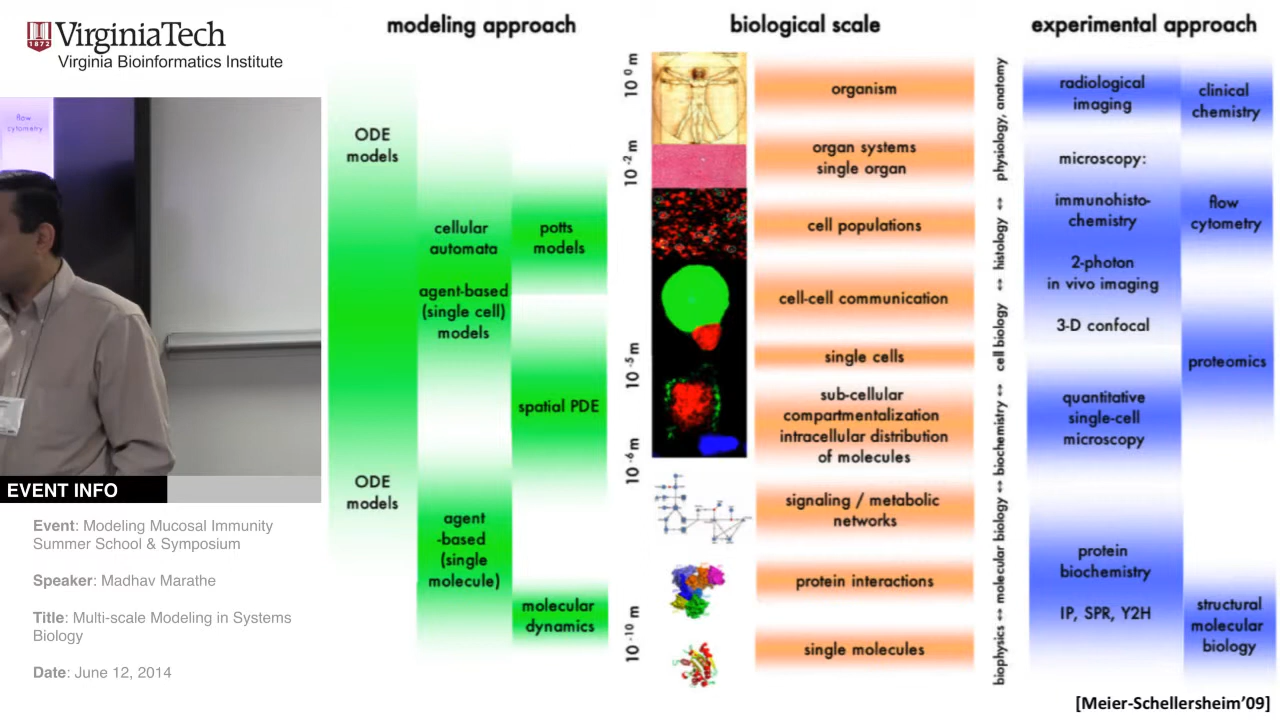 VirginiaTech
1872
Virginia Bioinformatics Institute
flow
cytometry
EVENT INFO
Event: Modeling Mucosal Immunity
Summer School & Symposium
Speaker: Madhav Marathe
Title: Multi-scale Modeling in Systems
Biology
Date: June 12, 2014
modeling approach
ODE
models
cellular
automata
potts
models
agent-based
(single cell)
models
spatial PDE
ODE
models
agent
-based
(single
molecule)
molecular
dynamics
biological scale
10 0 m
10 -2 m
10 -5 m
10 -6 m
10 -10 m
organism
organ systems
single organ
cell populations
cell-cell communication
single cells
sub-cellular
compartmentalization
intracellular distribution
of molecules
signaling / metabolic
networks
protein interactions
single molecules
biophysics ↔ molecular biology ↔ biochemistry ↔ cell biology ↔ histology ↔ physiology, anatomy
experimental approach
radiological
imaging
clinical
chemistry
microscopy:
immunohisto-
chemistry
flow
cytometry
2-photon
in vivo imaging
3-D confocal
proteomics
quantitative
single-cell
microscopy
protein
biochemistry
IP, SPR, Y2H
structural
molecular
biology
[Meier-Schellersheim'09]